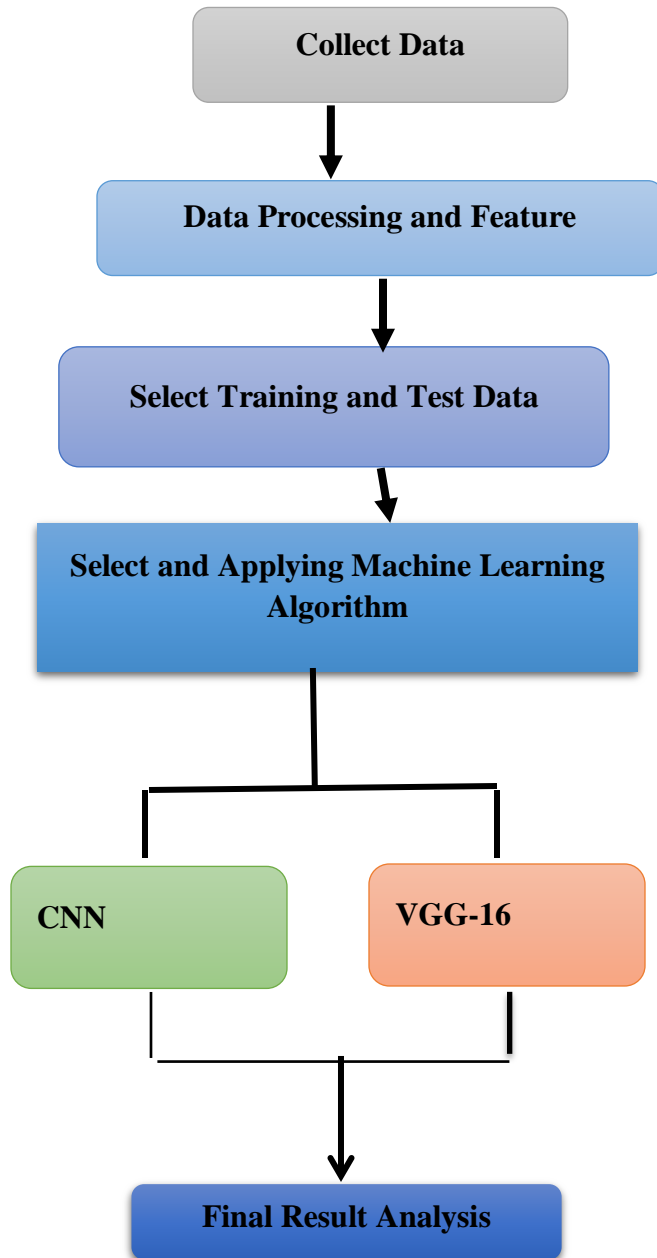 Collect Data
Data Processing and Feature
Select Training and Test Data
Select and Applying Machine Learning
Algorithm
CNN
VGG-16
Final Result Analysis